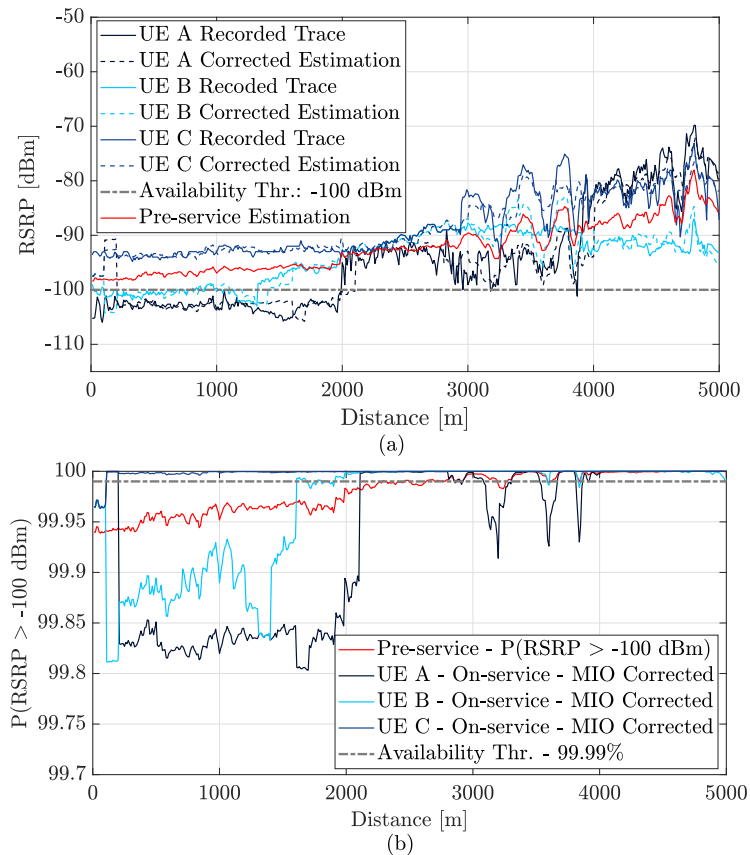 -50
-60
-70
-80
-90
-100
-110
RSRP [dBm]
UE A Recorded Trace
UE A Corrected Estimation
UE B Recoded Trace
UE B Corrected Estimation
UE C Recorded Trace
UE C Corrected Estimation
Availability Thr.: -100 dBm
Pre-service Estimation
0 1000 2000 3000 4000 5000
Distance [m]
(a)
100
99.95
99.9
99.85
99.8
99.75
99.7
P(RSRP > -100 dBm)
Pre-service - P(RSRP > -100 dBm)
UE A - On-service - MIO Corrected
UE B - On-service - MIO Corrected
UE C - On-service - MIO Corrected
Availability Thr. - 99.99%
0 1000 2000 3000 4000 5000
Distance [m]
(b)